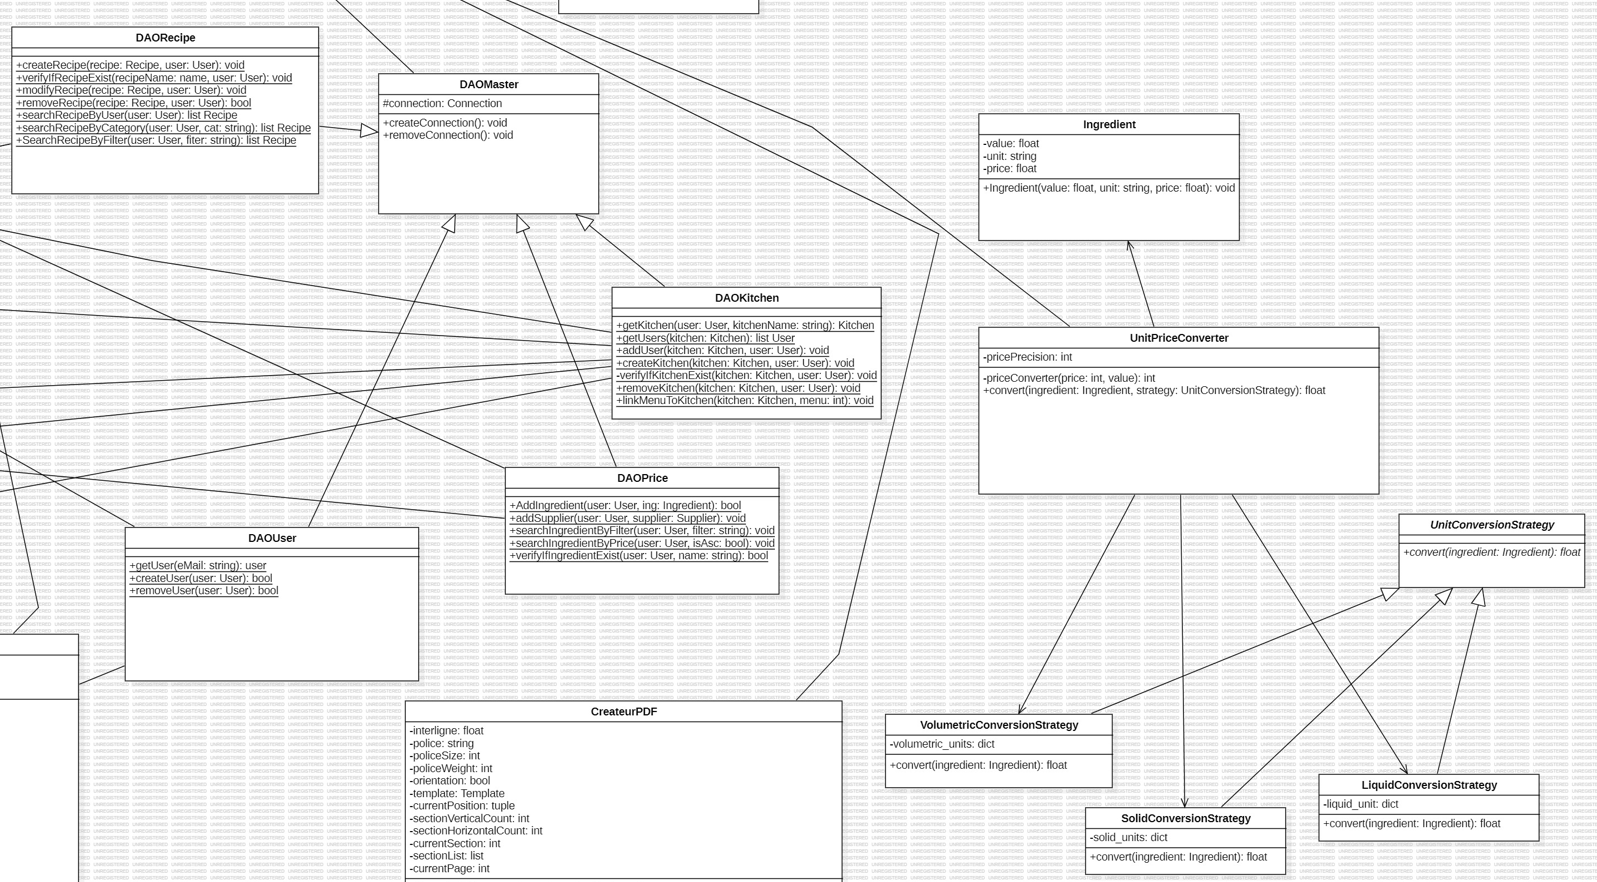 DAORecipe
+createRecipe(recipe: Recipe, user: User): void
+verifyIfRecipeExist(recipeName: name, user: User): void
+modifyRecipe(recipe: Recipe, user: User): void
+removeRecipe(recipe: Recipe, user: User): bool
+searchRecipeByUser(user: User): list Recipe
+searchRecipeByCategory(user: User, cat: string): list Recipe
+SearchRecipeByFilter(user: User, fiter: string): list Recipe
DAOMaster
#connection: Connection
+createConnection(): void
+removeConnection(): void
Ingredient
-value: float
-unit: string
-price: float
+Ingredient(value: float, unit: string, price: float): void
DAOKitchen
+getKitchen(user: User, kitchenName: string): Kitchen
+getUsers(kitchen: Kitchen): list User
+addUser(kitchen: Kitchen, user: User): void
+createKitchen(kitchen: Kitchen, user: User): void
-verifyIfKitchenExist(kitchen: Kitchen, user: User): void
+removeKitchen(kitchen: Kitchen, user: User): void
+linkMenuToKitchen(kitchen: Kitchen, menu: int): void
UnitPriceConverter
-pricePrecision: int
-priceConverter(price: int, value): int
+convert(ingredient: Ingredient, strategy: UnitConversionStrategy): float
DAOPrice
+AddIngredient(user: User, ing: Ingredient): bool
+addSupplier(user: User, supplier: Supplier): void
+searchIngredientByFilter(user: User, filter: string): void
+searchIngredientByPrice(user: User, isAsc: bool): void
+verifyIfIngredientExist(user: User, name: string): bool
DAOUser
+getUser(eMail: string): user
+createUser(user: User): bool
+removeUser(user: User): bool
UnitConversionStrategy
+convert(ingredient: Ingredient): float
CreateurPDF
-interligne: float
-police: string
-policeSize: int
-policeWeight: int
-orientation: bool
-template: Template
-currentPosition: tuple
-sectionVerticalCount: int
-sectionHorizontalCount: int
-currentSection: int
-sectionList: list
-currentPage: int
VolumetricConversionStrategy
-volumetric_units: dict
+convert(ingredient: Ingredient): float
SolidConversionStrategy
-solid_units: dict
+convert(ingredient: Ingredient): float
LiquidConversionStrategy
-liquid_unit: dict
+convert(ingredient: Ingredient): float